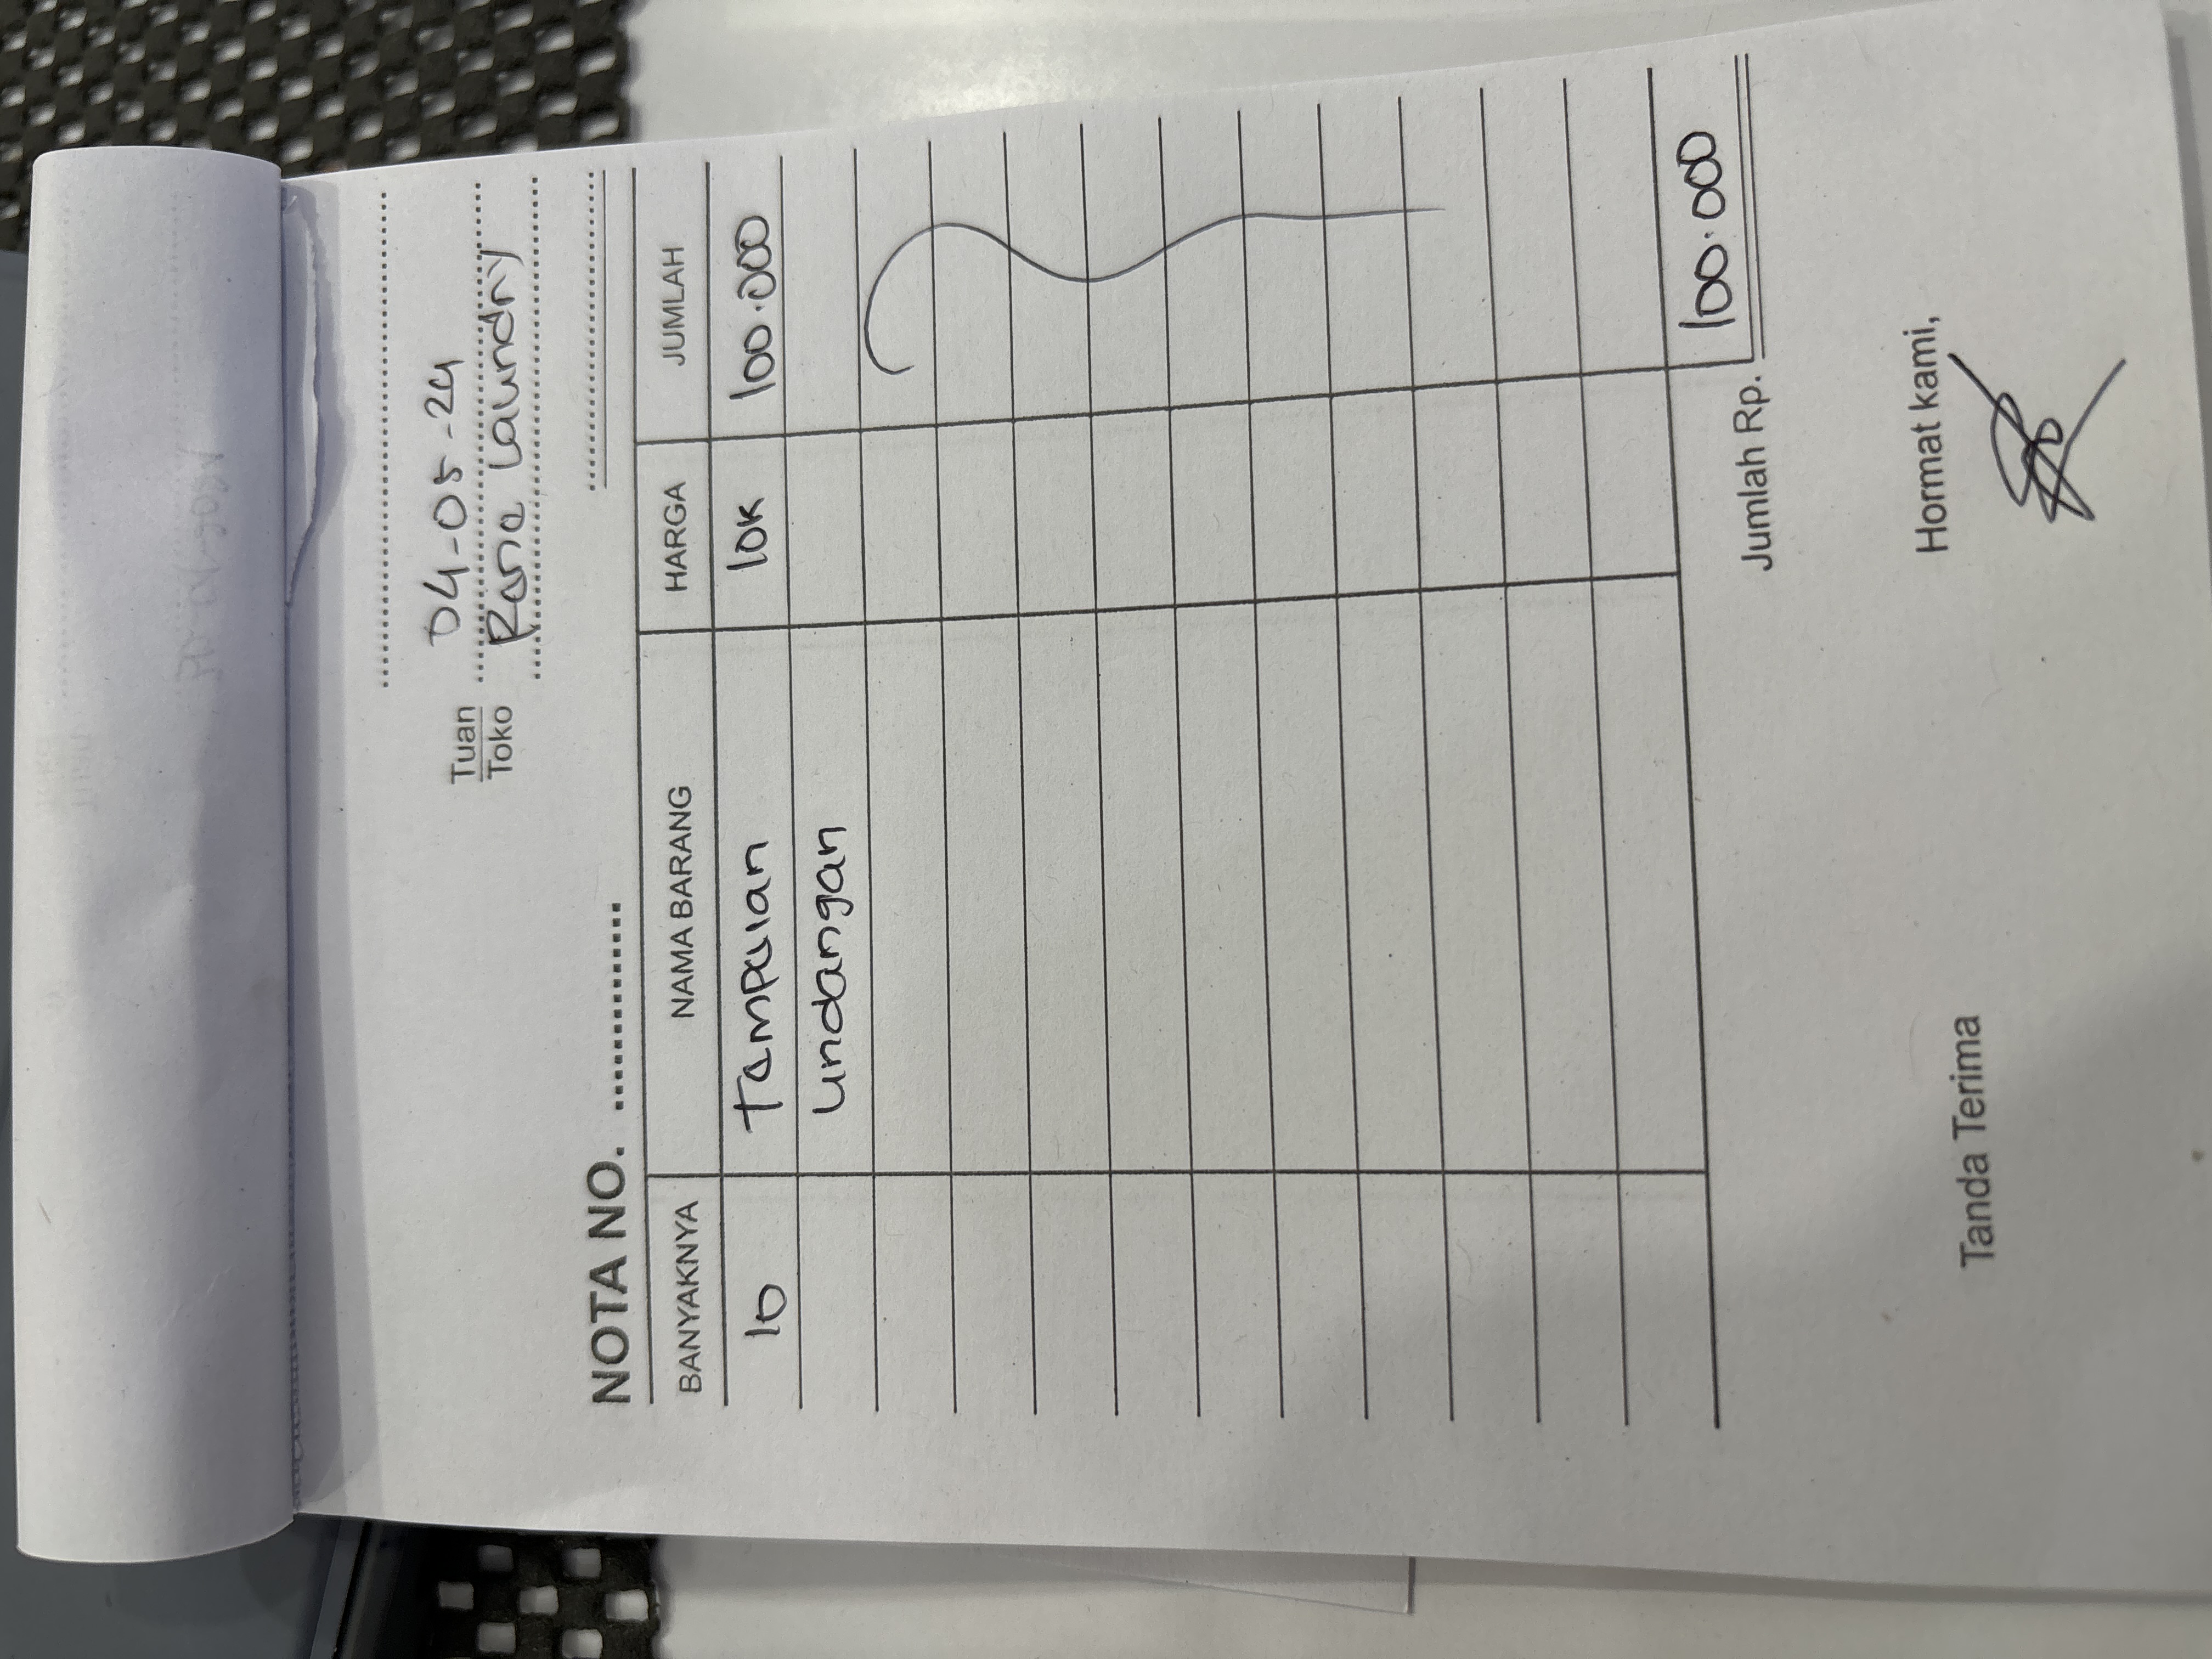 04-05-24
Tuan Rana Laundry
Toko
NOTA NO. ............
BANYAKNYA NAMA BARANG HARGA JUMLAH
10 Tampaian 10K 100.000
undangan
Jumlah Rp. 100.000
Tanda Terima Hormat kami,